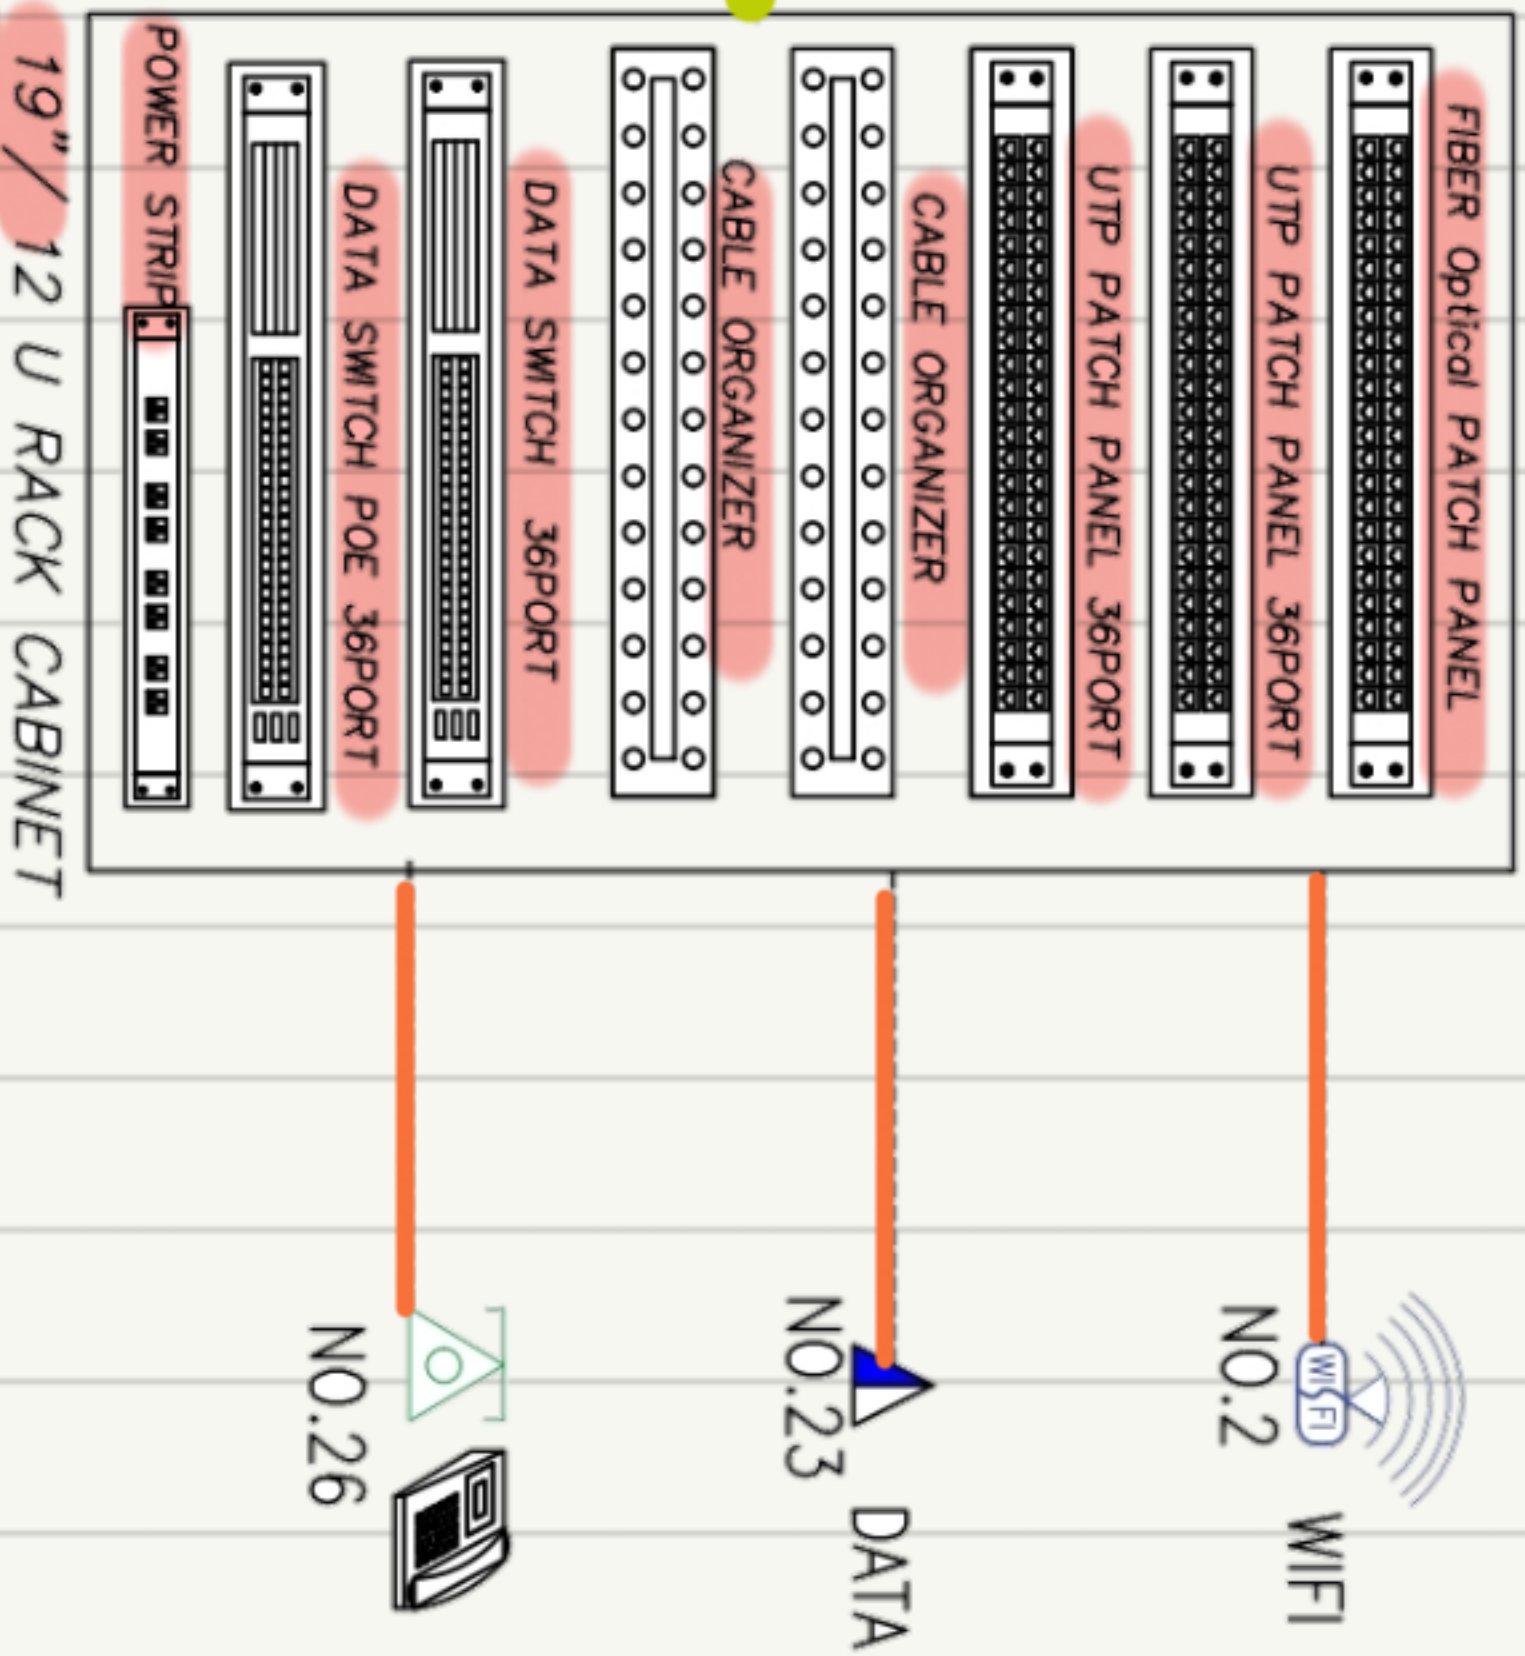 FIBER Optical PATCH PANEL
UTP PATCH PANEL 36PORT
UTP PATCH PANEL 36PORT
CABLE ORGANIZER
CABLE ORGANIZER
DATA SWITCH 36PORT
DATA SWITCH POE 36PORT
POWER STRIP
19"/12 U RACK CABINET
WI FI
NO.2
WIFI
NO.23
DATA
NO.26